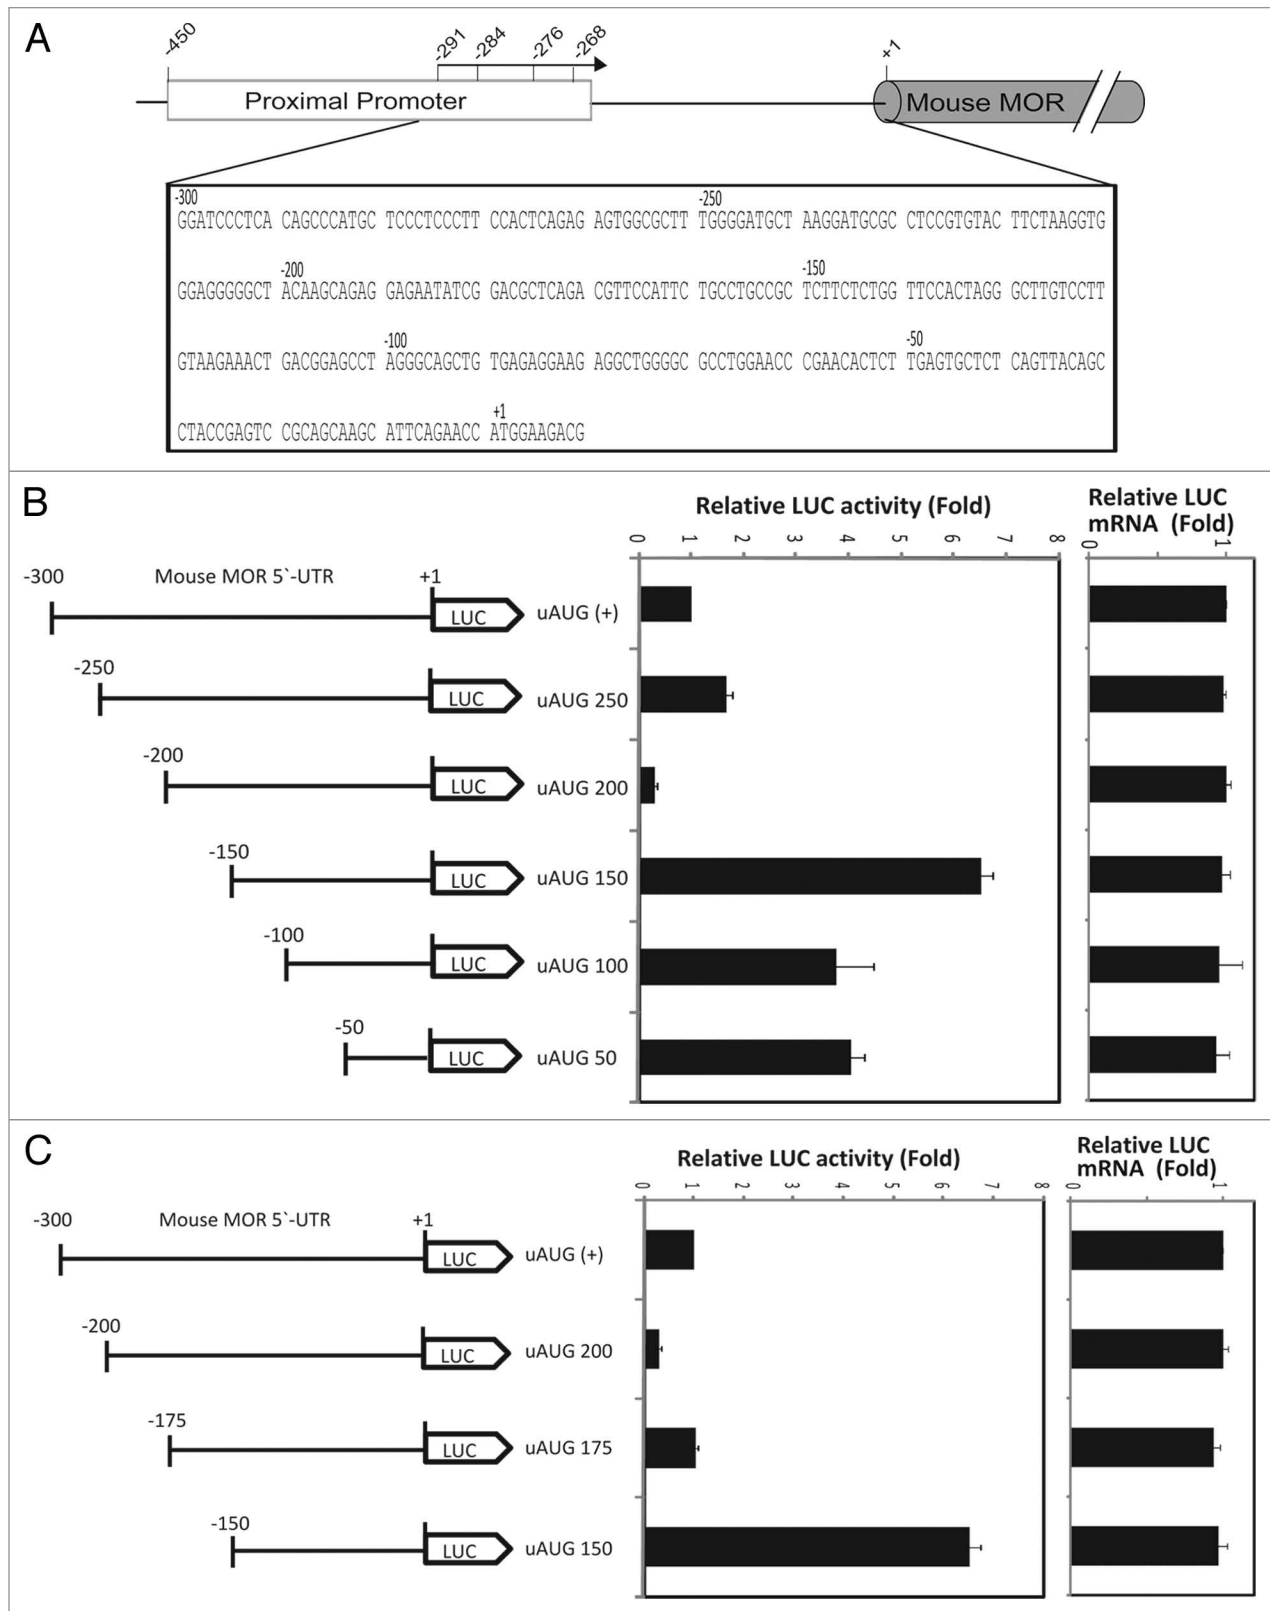 A
-450
-291
-284
-276
-268
+1
Proximal Promoter
Mouse MOR
-300
-250
GGATCCCTCA CAGCCCATGC TCCCTCCCTT CCACTCAGAG AGTGGCGCTT TGGGGATGCT AAGGATGCGC CTCCGTGTAC TTCTAAGGTG
-200
-150
GGAGGGGGCT ACAAGCAGAG GAGAATATCG GACGCTCAGA CGTTCCATTC TGCCTGCCGC TCTTCTCTGG TTCCACTAGG GCTTGTCCTT
-100
-50
GTAAGAAACT GACGGAGCCT AGGGCAGCTG TGAGAGGAAG AGGCTGGGGC GCCTGGAACC CGAACACTCT TGAGTGCTCT CAGTTACAGC
+1
CTACCGAGTC CGCAGCAAGC ATTCAGAACC ATGGAAGACG
B
Relative LUC activity (Fold)
Relative LUC
mRNA (Fold)
0 1 2 3 4 5 6 7 8
0 1
-300 Mouse MOR 5`-UTR +1
LUC uAUG (+)
-250
LUC uAUG 250
-200
LUC uAUG 200
-150
LUC uAUG 150
-100
LUC uAUG 100
-50
LUC uAUG 50
C
Relative LUC activity (Fold)
Relative LUC
mRNA (Fold)
0 1 2 3 4 5 6 7 8
0 1
-300 Mouse MOR 5`-UTR +1
LUC uAUG (+)
-200
LUC uAUG 200
-175
LUC uAUG 175
-150
LUC uAUG 150